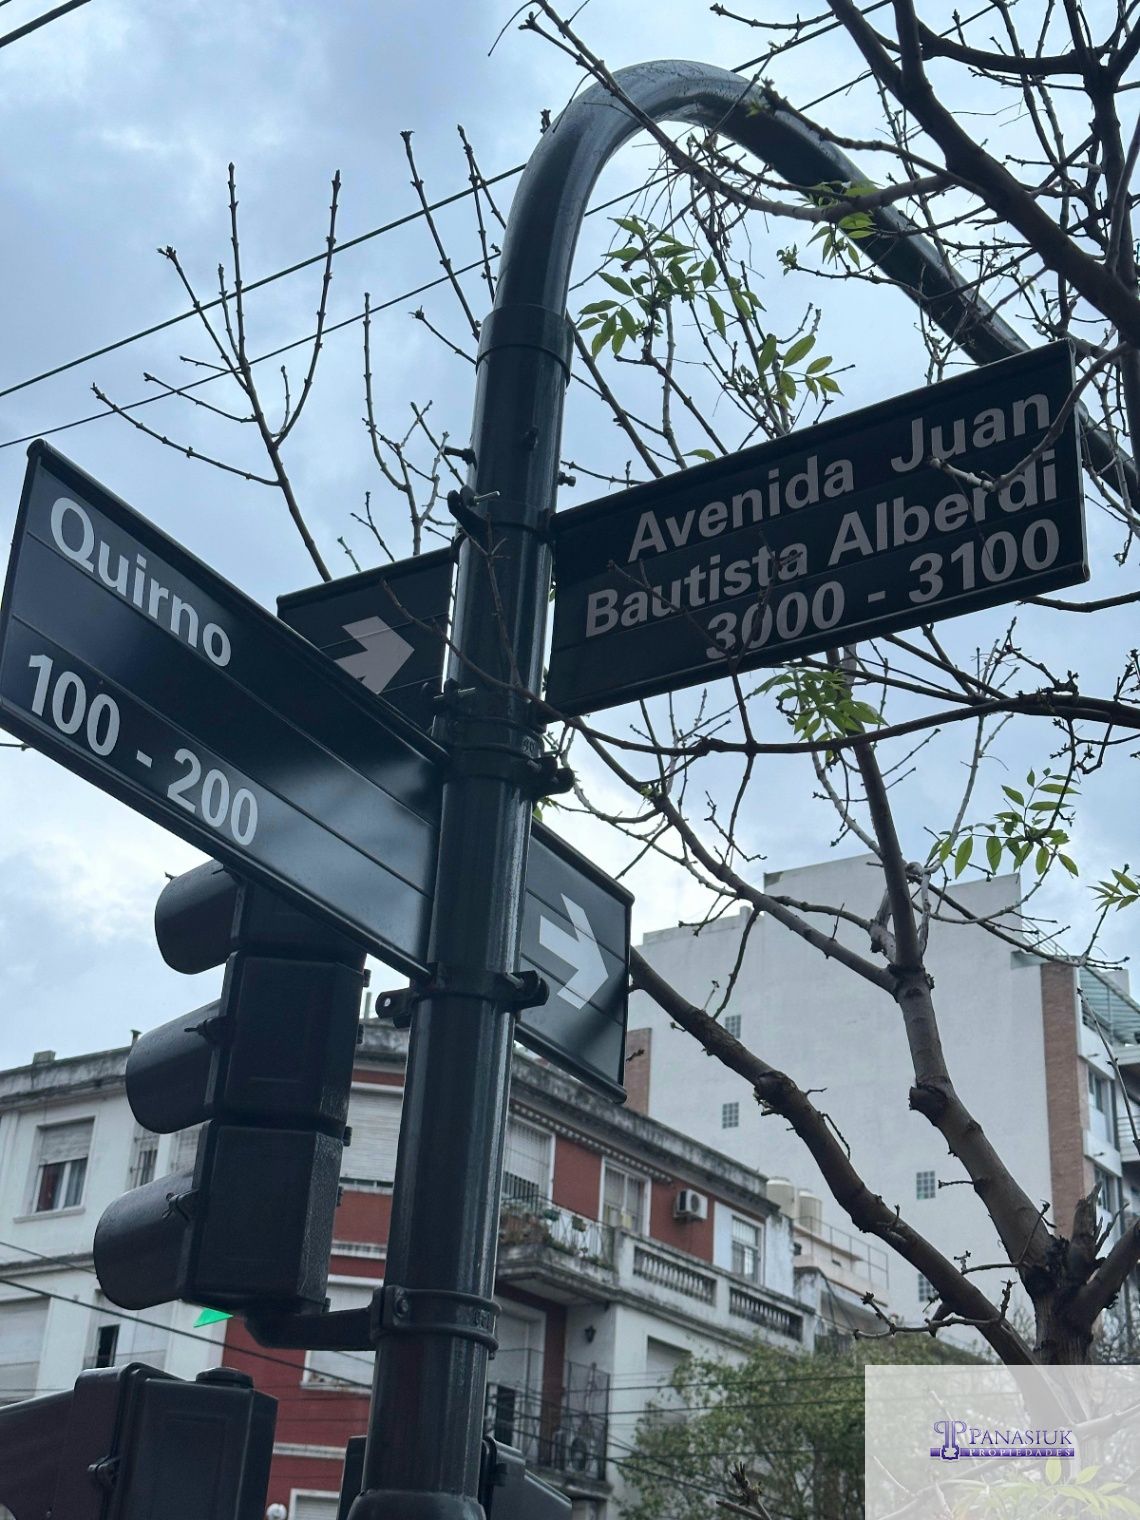 Avenida Juan
Bautista Alberdi
3000 - 3100
Quirno
100 - 200
PANASIUK
PROPIEDADES